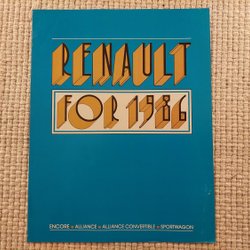 RENAULT
FOR 1986
ENCORE ALLIANCE ALLIANCE CONVERTIBLE SPORTWAGON